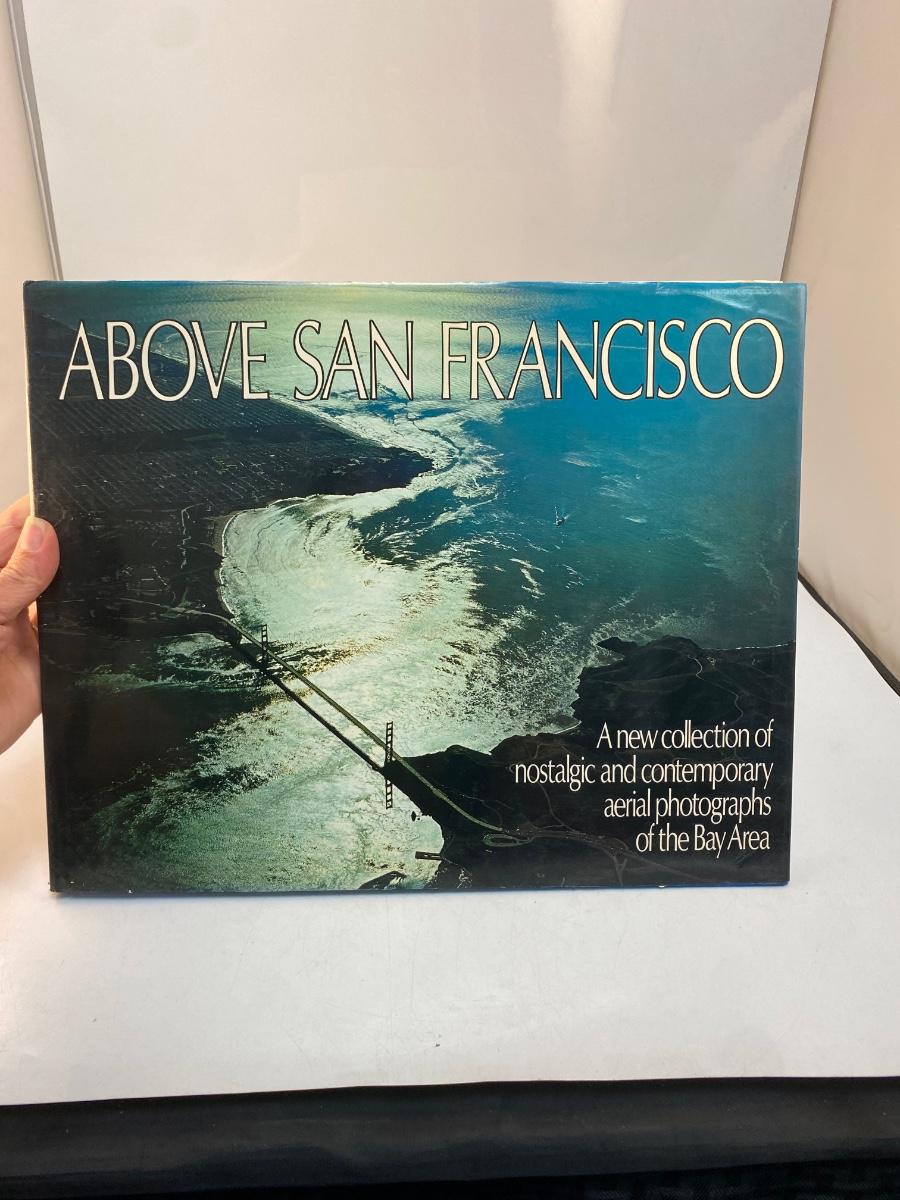 ABOVE SAN FRANCISCO
A new collection of
nostalgic and contemporary
aerial photographs
of the Bay Area